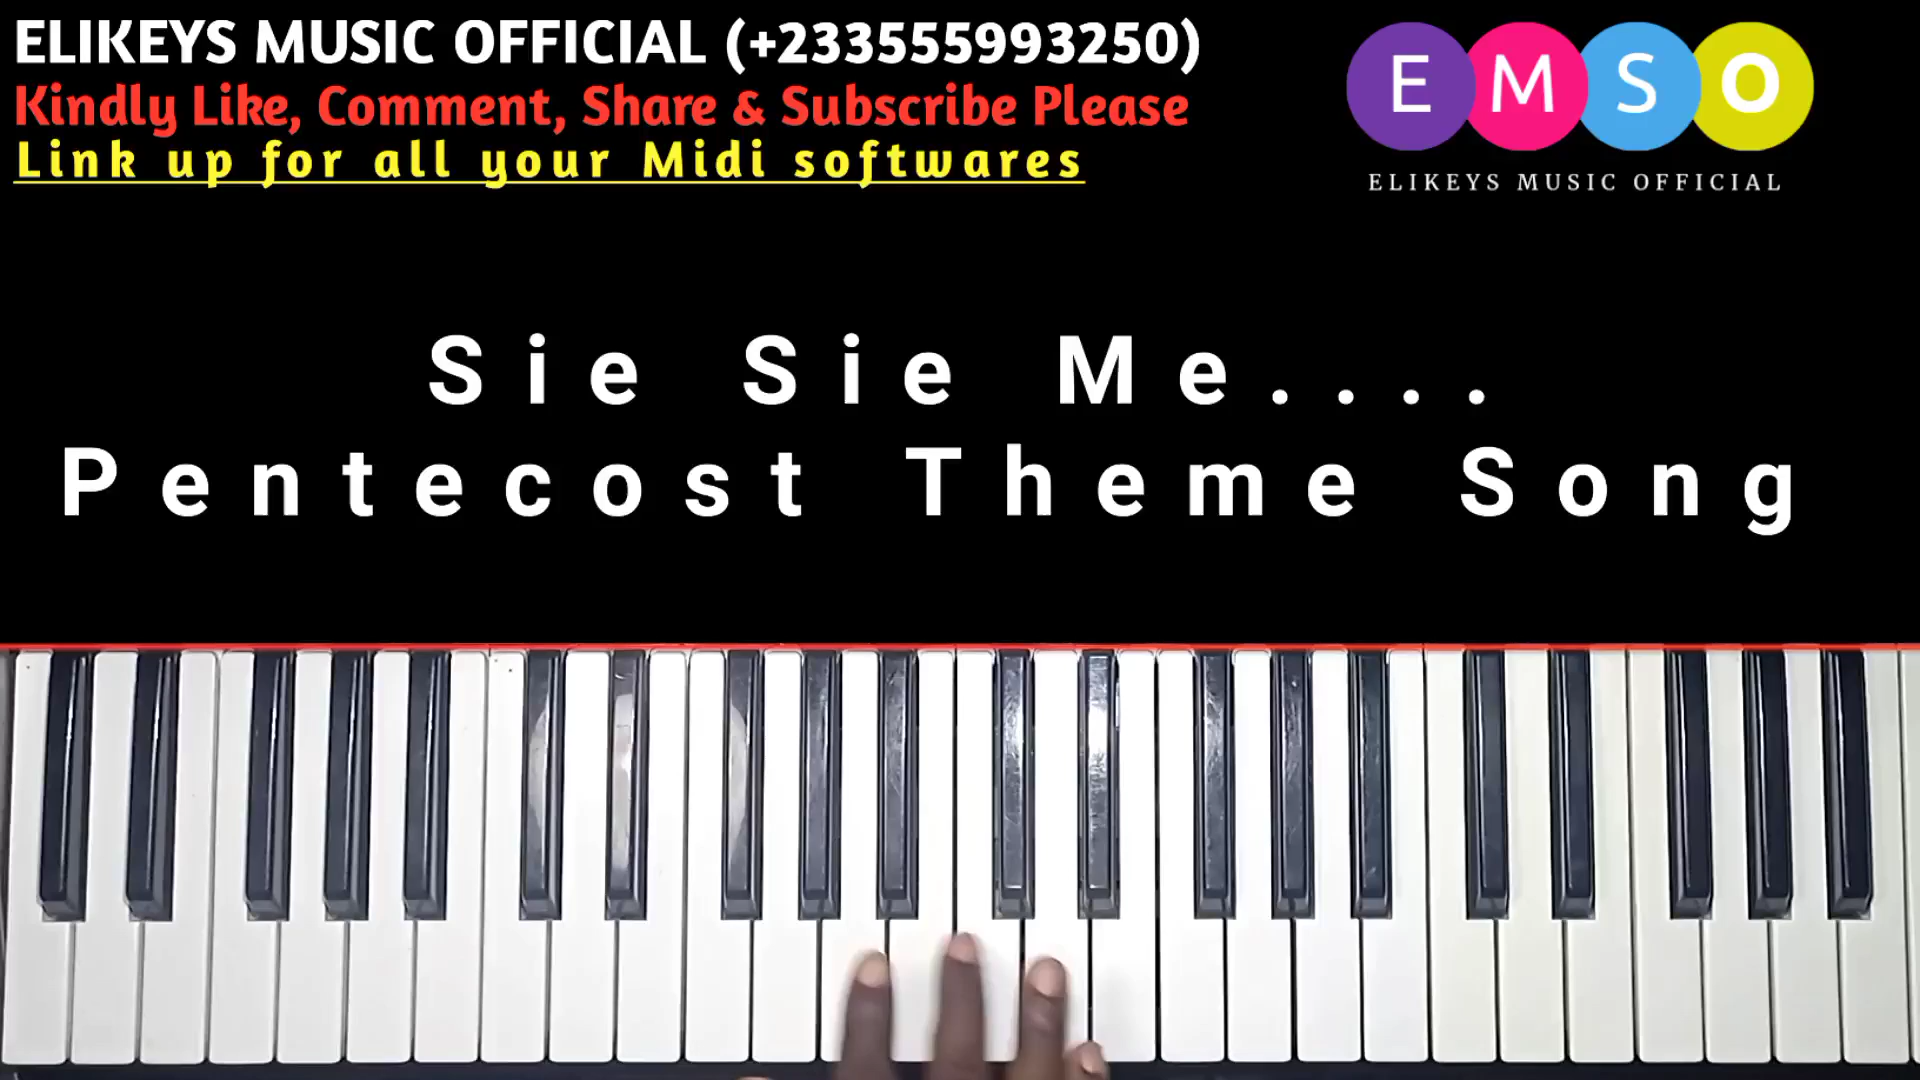 ELIKEYS MUSIC OFFICIAL (+233555993250)
Kindly Like, Comment, Share & Subscribe Please
Link up for all your Midi softwares
EMSO
ELIKEYS MUSIC OFFICIAL
Sie Sie Me....
Pentecost Theme Song